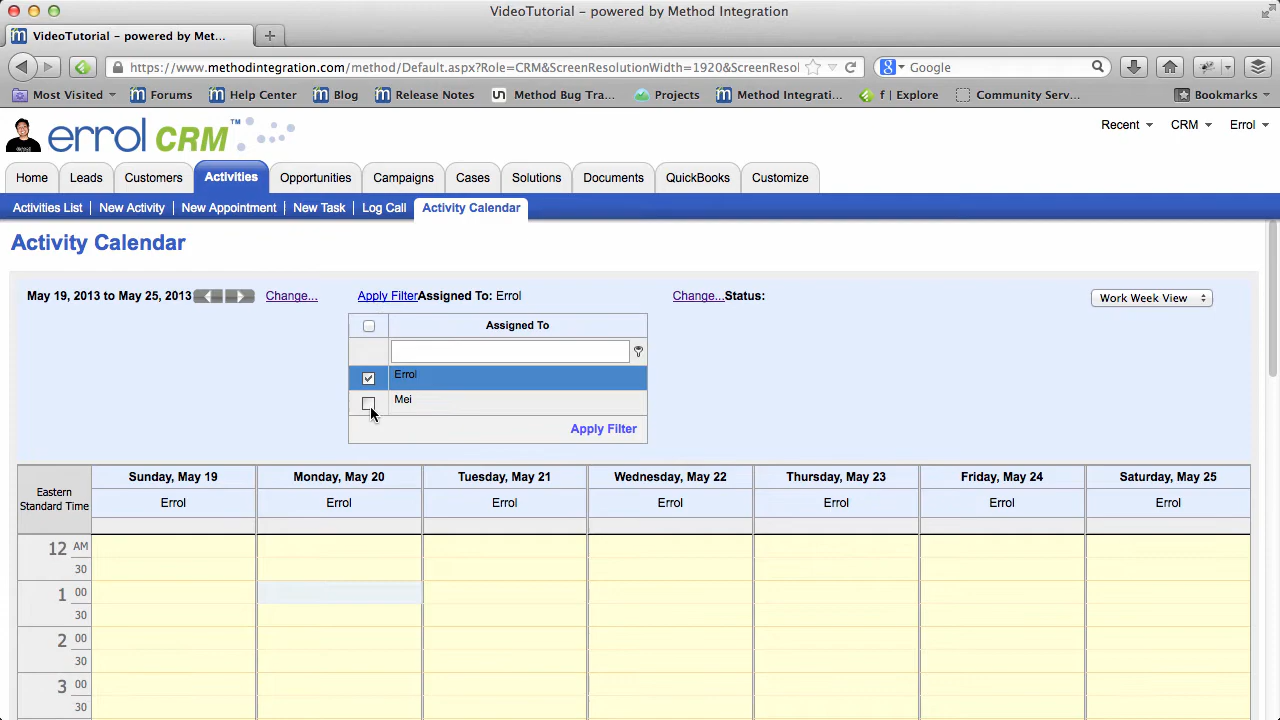 VideoTutorial – powered by Method Integration
VideoTutorial – powered by Met...
https://www.methodintegration.com/method/Default.aspx?Role=CRM&ScreenResolutionWidth=1920&ScreenResol
Google
Most Visited
Forums
Help Center
Blog
Release Notes
Method Bug Tra...
Projects
Method Integrati...
f | Explore
Community Serv...
Bookmarks
errol CRM™
Recent
CRM
Errol
Home
Leads
Customers
Activities
Opportunities
Campaigns
Cases
Solutions
Documents
QuickBooks
Customize
Activities List
New Activity
New Appointment
New Task
Log Call
Activity Calendar
Activity Calendar
May 19, 2013 to May 25, 2013
Change...
Apply FilterAssigned To: Errol
Change...Status:
Work Week View
Assigned To
Errol
Mei
Apply Filter
Eastern Standard Time
Sunday, May 19
Monday, May 20
Tuesday, May 21
Wednesday, May 22
Thursday, May 23
Friday, May 24
Saturday, May 25
Errol
Errol
Errol
Errol
Errol
Errol
Errol
12 AM
30
1 00
30
2 00
30
3 00
30